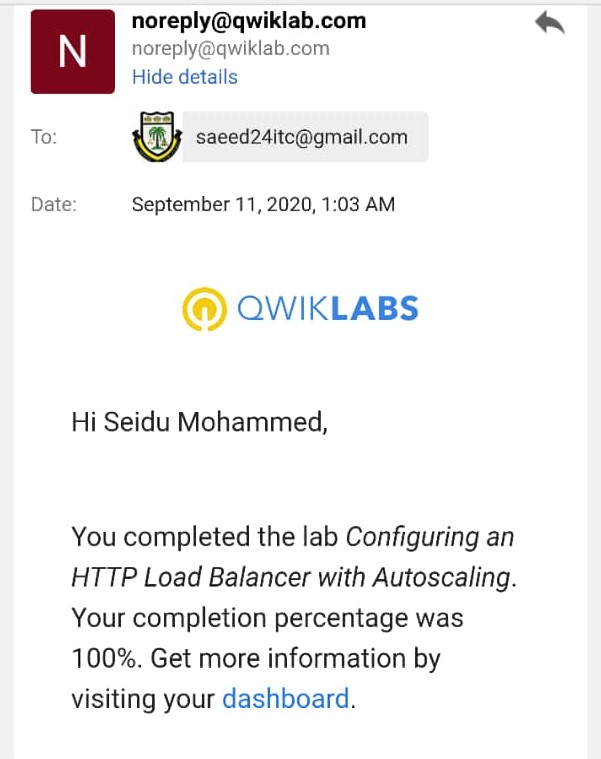 N
noreply@qwiklab.com
noreply@qwiklab.com
Hide details
To: saeed24itc@gmail.com
Date: September 11, 2020, 1:03 AM
QWIKLABS
Hi Seidu Mohammed,
You completed the lab Configuring an
HTTP Load Balancer with Autoscaling.
Your completion percentage was
100%. Get more information by
visiting your dashboard.